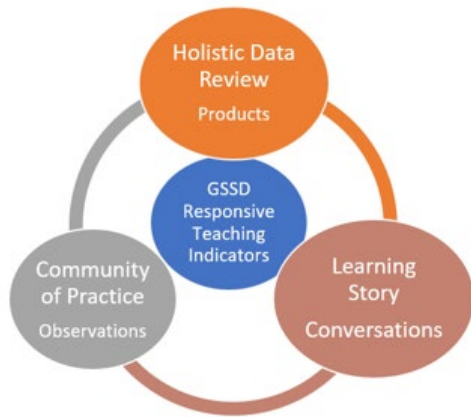 Holistic Data
Review
Products
GSSD
Responsive
Teaching
Indicators
Community
of Practice
Observations
Learning
Story
Conversations